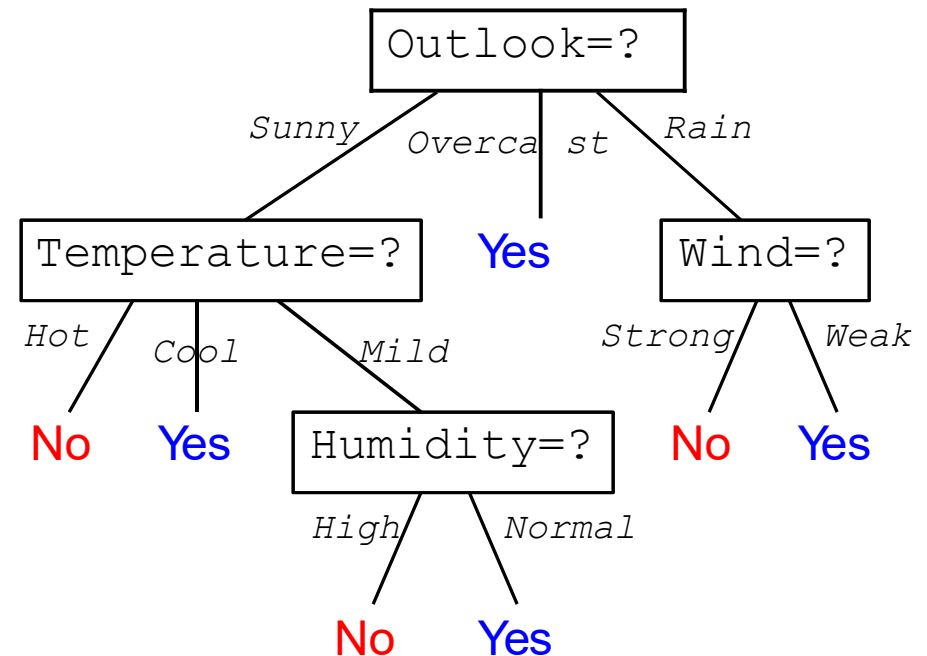 Outlook=?
Sunny
Overca st
Rain
Temperature=?
Yes
Wind=?
Hot
Cool
Mild
Strong
Weak
No
Yes
Humidity=?
No
Yes
High
Normal
No
Yes